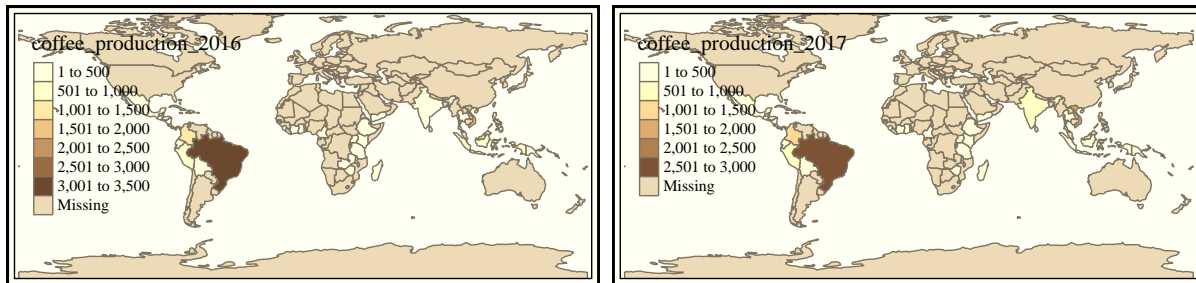 coffee_production_2016
1 to 500
501 to 1,000
1,001 to 1,500
1,501 to 2,000
2,001 to 2,500
2,501 to 3,000
3,001 to 3,500
Missing
coffee_production_2017
1 to 500
501 to 1,000
1,001 to 1,500
1,501 to 2,000
2,001 to 2,500
2,501 to 3,000
Missing